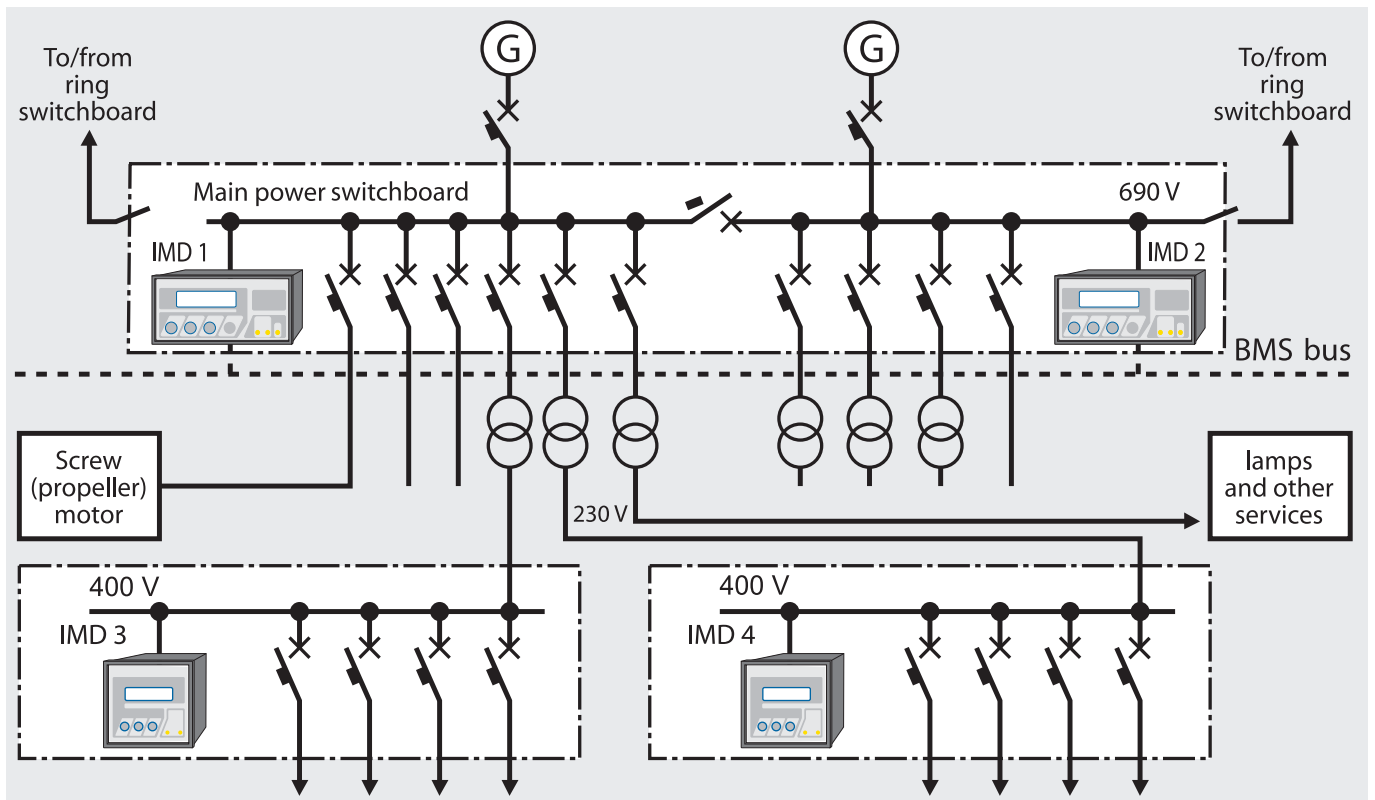 G
G
To/from
ring
switchboard
To/from
ring
switchboard
Main power switchboard
690 V
IMD 1
IMD 2
BMS bus
Screw
(propeller)
motor
lamps
and other
services
230 V
400 V
400 V
IMD 3
IMD 4